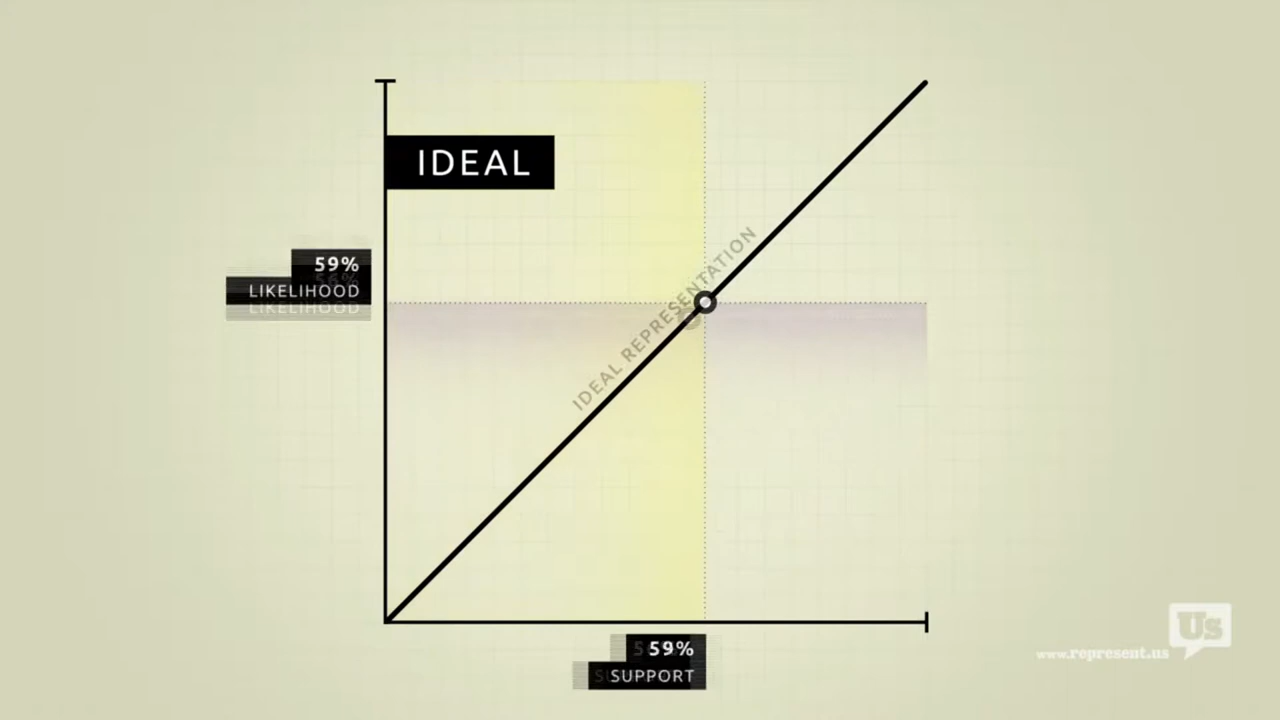 IDEAL
59%
LIKELIHOOD
IDEAL REPRESENTATION
59%
SUPPORT
Us
www.represent.us